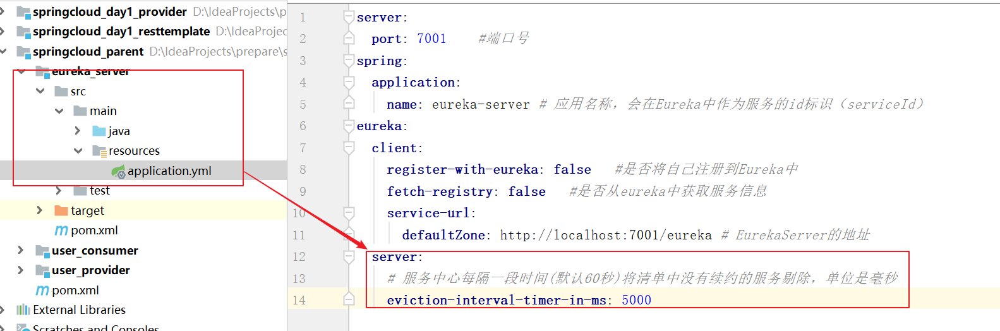 springcloud_day1_provider D:\IdeaProjects\p
springcloud_day1_resttemplate D:\IdeaProjec
springcloud_parent D:\IdeaProjects\prepare\s
eureka_server
src
main
java
resources
application.yml
test
target
pom.xml
user_consumer
user_provider
pom.xml
External Libraries
Scratches and Consoles
1 server:
2 port: 7001 #端口号
3 spring:
4 application:
5 name: eureka-server # 应用名称，会在Eureka中作为服务的id标识（serviceId）
6 eureka:
7 client:
8 register-with-eureka: false #是否将自己注册到Eureka中
9 fetch-registry: false #是否从eureka中获取服务信息
10 service-url:
11 defaultZone: http://localhost:7001/eureka # EurekaServer的地址
12 server:
13 # 服务中心每隔一段时间(默认60秒)将清单中没有续约的服务剔除，单位是毫秒
14 eviction-interval-timer-in-ms: 5000